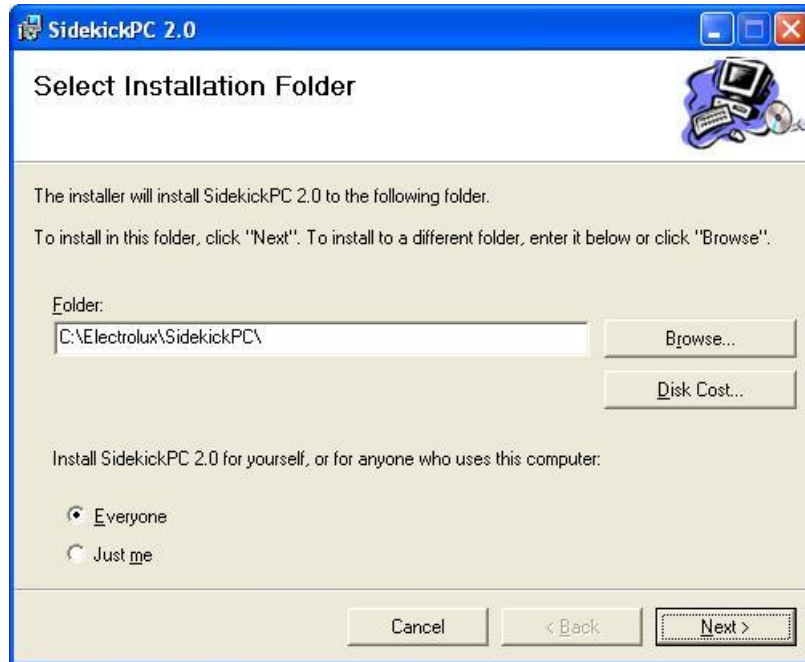 SidekickPC 2.0
Select Installation Folder
The installer will install SidekickPC 2.0 to the following folder.
To install in this folder, click "Next". To install to a different folder, enter it below or click "Browse".
Folder:
C:\Electrolux\SidekickPC\
Browse...
Disk Cost...
Install SidekickPC 2.0 for yourself, or for anyone who uses this computer:
Everyone
Just me
Cancel
< Back
Next >